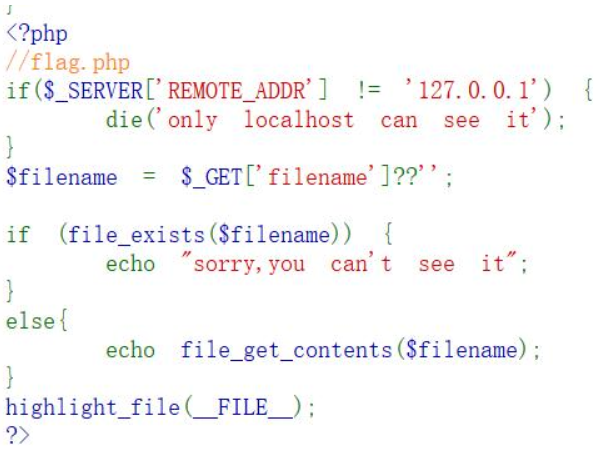 }
<?php
//flag.php
if($_SERVER['REMOTE_ADDR'] != '127.0.0.1') {
die('only localhost can see it');
}
$filename = $_GET['filename']??'';
if (file_exists($filename)) {
echo "sorry,you can't see it";
}
else{
echo file_get_contents($filename);
}
highlight_file(__FILE__);
?>